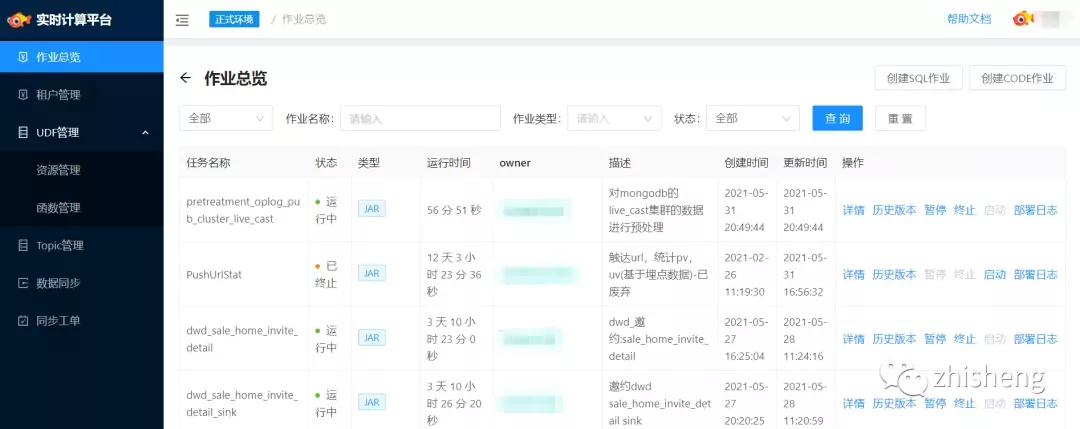 实时计算平台
正式环境 / 作业总览
帮助文档
作业总览
租户管理
UDF管理
资源管理
函数管理
Topic管理
数据同步
同步工单
作业总览
创建SQL作业 创建CODE作业
全部 作业名称: 请输入 作业类型: 请输入 状态: 全部 查 询 重 置
任务名称 状态 类型 运行时间 owner 描述 创建时间 更新时间 操作
pretreatment_oplog_pu
b_cluster_live_cast
运
行中
JAR
56 分 51 秒
对mongodb的
live_cast集群的数据
进行预处理
2021-05-
31
20:49:44
2021-05-
31
20:49:44
详情 历史版本 暂停 终止 启动 部署日志
PushUrlStat
已
终止
JAR
12 天 3 小
时 23 分 36
秒
触达url，统计pv，
uv(基于埋点数据)-已
废弃
2021-02-
26
11:19:30
2021-05-
31
16:56:32
详情 历史版本 暂停 终止 启动 部署日志
dwd_sale_home_invite_
detail
运
行中
JAR
3 天 10 小
时 23 分 0
秒
dwd_邀
约:sale_home_invite_
detail
2021-05-
27
16:25:04
2021-05-
28
11:24:16
详情 历史版本 暂停 终止 启动 部署日志
dwd_sale_home_invite_
detail_sink
运
行中
JAR
3 天 10 小
时 26 分 20
秒
邀约dwd
sale_home_invite_det
ail sink
2021-05-
27
20:20:25
2021-05-
28
11:20:59
详情 历史版本 暂停 终止 启动 部署日志
zhisheng